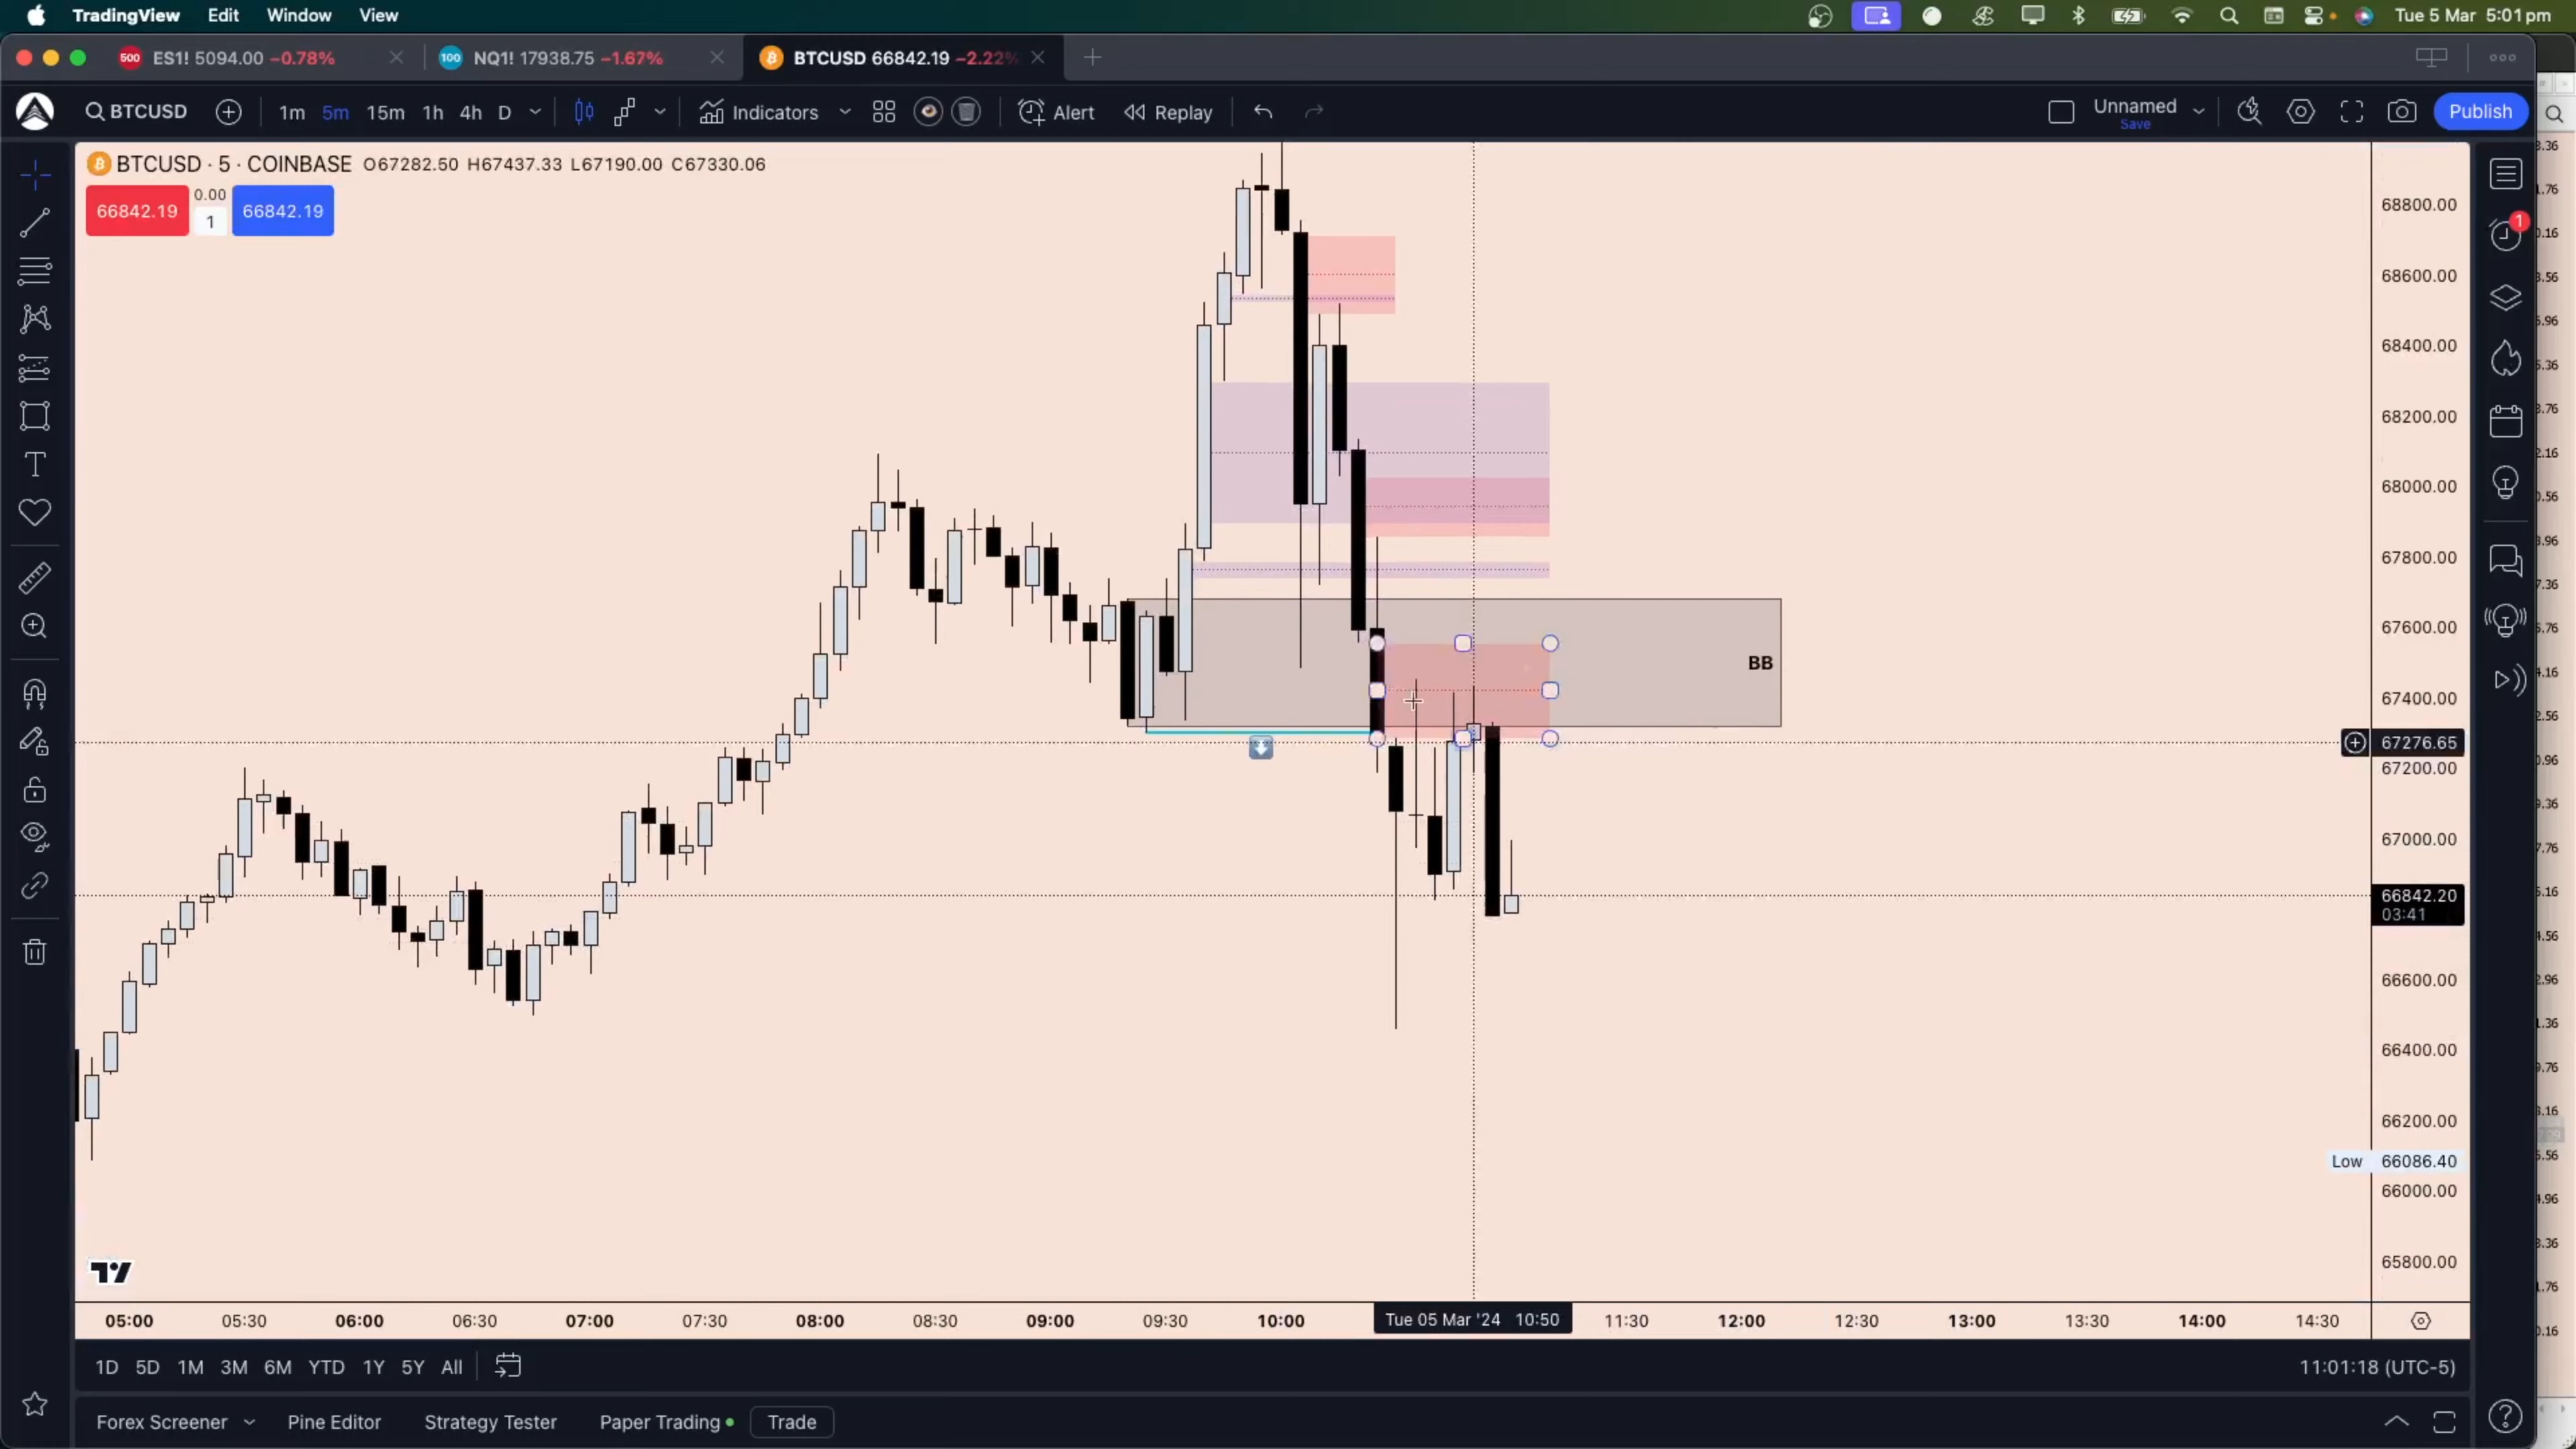 TradingView Edit Window View Tue 5 Mar 5:01 pm
500 ES1! 5094.00 −0.78% 100 NQ1! 17938.75 −1.67% BTCUSD 66842.19 −2.22%
BTCUSD 1m 5m 15m 1h 4h D Indicators Alert Replay Unnamed Save Publish
BTCUSD · 5 · COINBASE O67282.50 H67437.33 L67190.00 C67330.06
66842.19 0.00 1 66842.19
1
68800.00
68600.00
68400.00
68200.00
68000.00
67800.00
67600.00
BB
67400.00
67276.65
67200.00
67000.00
66842.20
03:41
66600.00
66400.00
66200.00
Low 66086.40
66000.00
65800.00
05:00 05:30 06:00 06:30 07:00 07:30 08:00 08:30 09:00 09:30 10:00 Tue 05 Mar '24 10:50 11:30 12:00 12:30 13:00 13:30 14:00 14:30
1D 5D 1M 3M 6M YTD 1Y 5Y All 11:01:18 (UTC-5)
Forex Screener Pine Editor Strategy Tester Paper Trading Trade